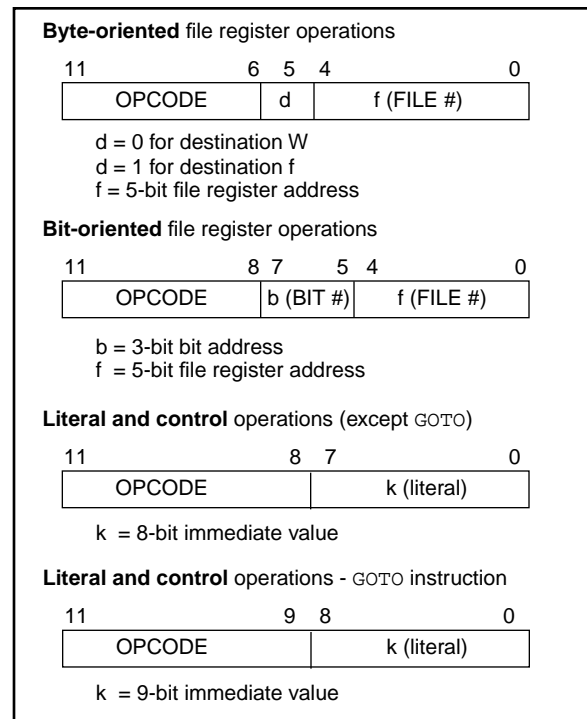 Byte-oriented file register operations
11 6 5 4 0
OPCODE d f (FILE #)
d = 0 for destination W
d = 1 for destination f
f = 5-bit file register address
Bit-oriented file register operations
11 8 7 5 4 0
OPCODE b (BIT #) f (FILE #)
b = 3-bit bit address
f = 5-bit file register address
Literal and control operations (except GOTO)
11 8 7 0
OPCODE k (literal)
k = 8-bit immediate value
Literal and control operations - GOTO instruction
11 9 8 0
OPCODE k (literal)
k = 9-bit immediate value